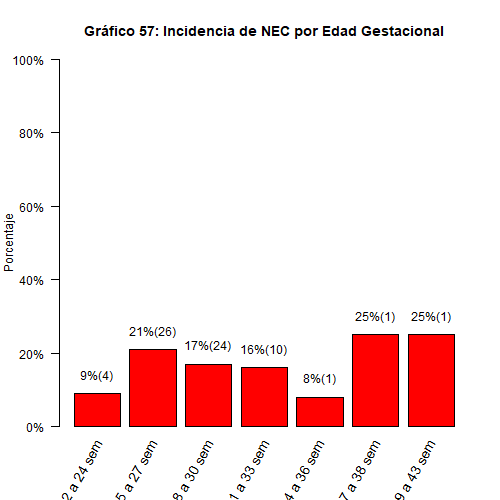 Gráfico 57: Incidencia de NEC por Edad Gestacional
Porcentaje
100%
80%
60%
40%
20%
0%
9%(4)
21%(26)
17%(24)
16%(10)
8%(1)
25%(1)
25%(1)
2 a 24 sem
5 a 27 sem
8 a 30 sem
1 a 33 sem
4 a 36 sem
7 a 38 sem
9 a 43 sem